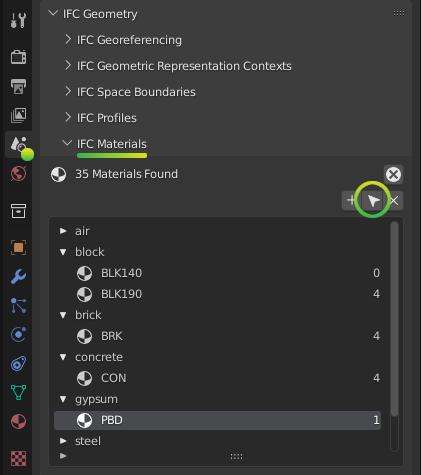 IFC Geometry
IFC Georeferencing
IFC Geometric Representation Contexts
IFC Space Boundaries
IFC Profiles
IFC Materials
35 Materials Found
air
block
BLK140 0
BLK190 4
brick
BRK 4
concrete
CON 4
gypsum
PBD 1
steel